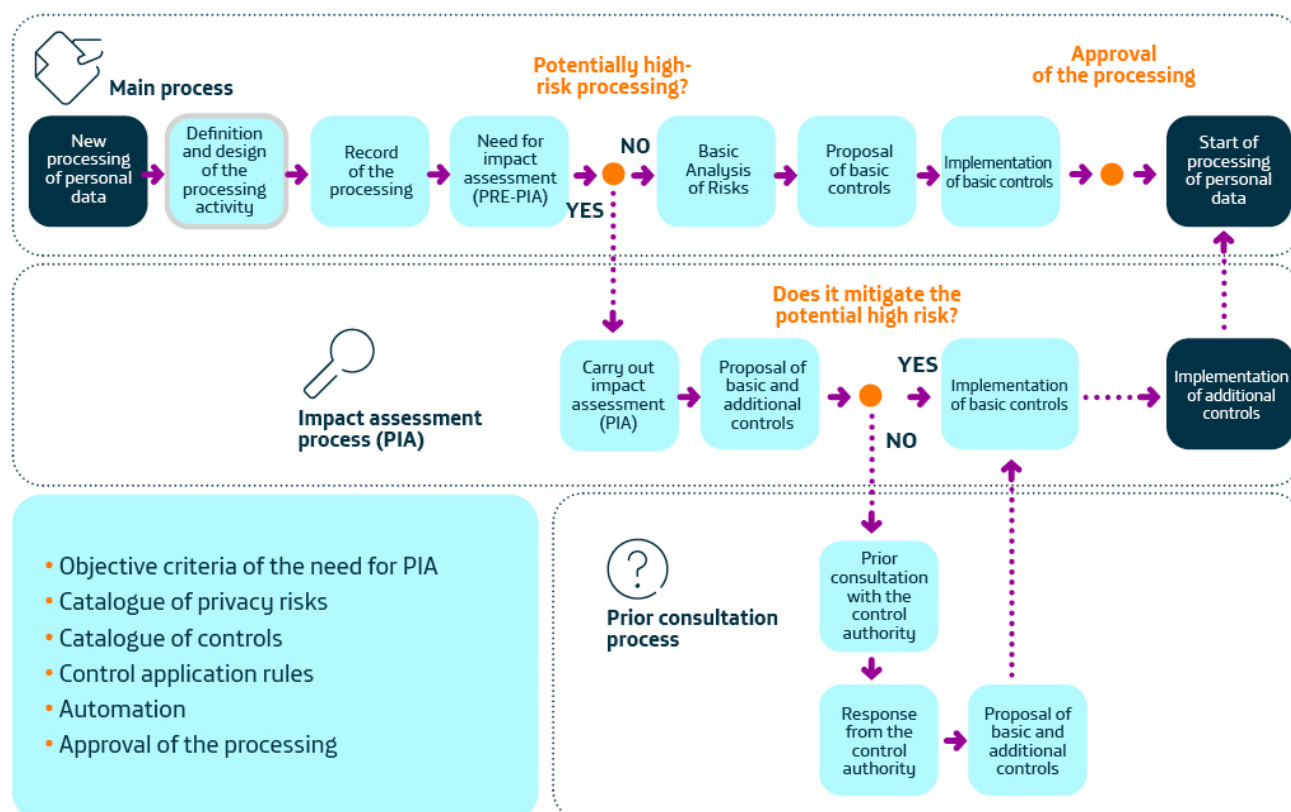 Main process
Potentially high-
risk processing?
Approval
of the processing
New
processing
of personal
data
Definition
and design
of the
processing
activity
Record
of the
processing
Need for
impact
assessment
(PRE-PIA)
NO
YES
Basic
Analysis
of Risks
Proposal
of basic
controls
Implementation
of basic controls
Start of
processing
of personal
data
Does it mitigate the
potential high risk?
Impact assessment
process (PIA)
Carry out
impact
assessment
(PIA)
Proposal of
basic and
additional
controls
YES
NO
Implementation
of basic controls
Implementation
of additional
controls
• Objective criteria of the need for PIA
• Catalogue of privacy risks
• Catalogue of controls
• Control application rules
• Automation
• Approval of the processing
?
Prior consultation
process
Prior
consultation
with the
control
authority
Response
from the
control
authority
Proposal of
basic and
additional
controls